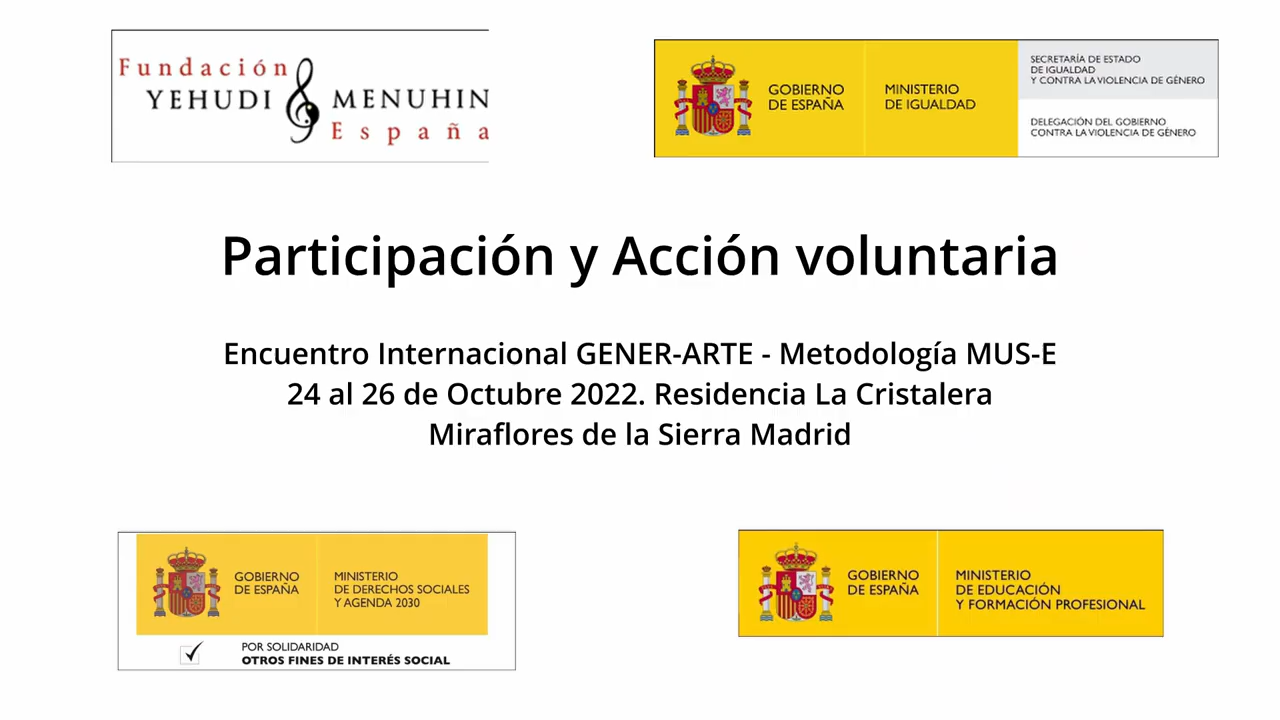 Fundación
YEHUDI MENUHIN
España
GOBIERNO
DE ESPAÑA
MINISTERIO
DE IGUALDAD
SECRETARÍA DE ESTADO
DE IGUALDAD
Y CONTRA LA VIOLENCIA DE GÉNERO
DELEGACIÓN DEL GOBIERNO
CONTRA LA VIOLENCIA DE GÉNERO
Participación y Acción voluntaria
Encuentro Internacional GENER-ARTE - Metodología MUS-E
24 al 26 de Octubre 2022. Residencia La Cristalera
Miraflores de la Sierra Madrid
GOBIERNO
DE ESPAÑA
MINISTERIO
DE DERECHOS SOCIALES
Y AGENDA 2030
POR SOLIDARIDAD
OTROS FINES DE INTERÉS SOCIAL
GOBIERNO
DE ESPAÑA
MINISTERIO
DE EDUCACIÓN
Y FORMACIÓN PROFESIONAL